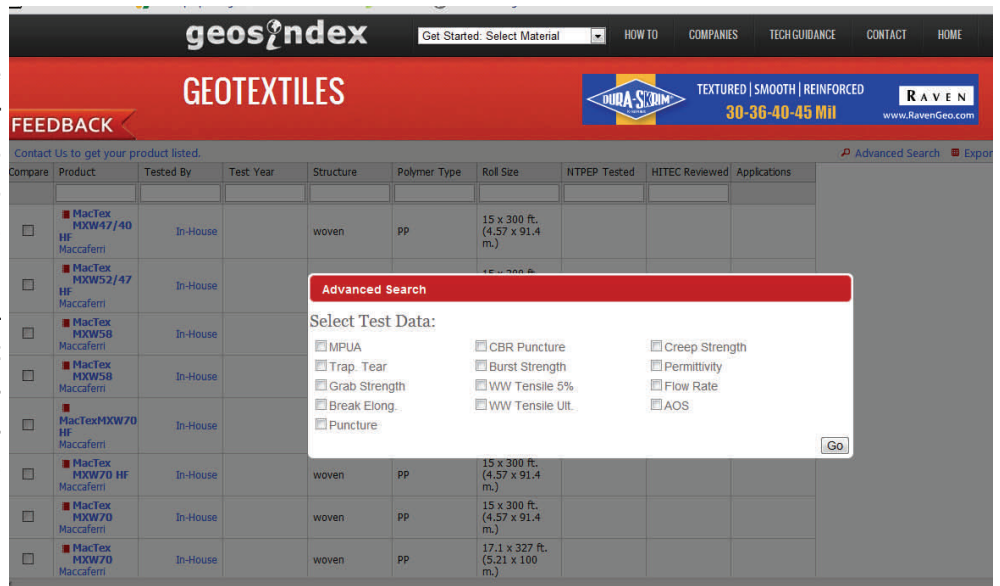 geosindex
Get Started: Select Material
HOW TO
COMPANIES
TECH GUIDANCE
CONTACT
HOME
GEOTEXTILES
DURA-SKRIM
TEXTURED | SMOOTH | REINFORCED
30-36-40-45 Mil
RAVEN
www.RavenGeo.com
FEEDBACK
Contact Us to get your product listed.
Advanced Search
Expor
Compare Product Tested By Test Year Structure Polymer Type Roll Size NTPEP Tested HITEC Reviewed Applications
MacTex
MXW47/40
HF
Maccaferri
In-House
woven
PP
15 x 300 ft.
(4.57 x 91.4
m.)
MacTex
MXW52/47
HF
Maccaferri
In-House
15 x 300 ft.
MacTex
MXW58
Maccaferri
In-House
MacTex
MXW58
Maccaferri
In-House
MacTexMXW70
HF
Maccaferri
In-House
Advanced Search
Select Test Data:
MPUA
CBR Puncture
Creep Strength
Trap. Tear
Burst Strength
Permittivity
Grab Strength
WW Tensile 5%
Flow Rate
Break Elong.
WW Tensile Ult.
AOS
Puncture
Go
MacTex
MXW70 HF
Maccaferri
In-House
woven
PP
15 x 300 ft.
(4.57 x 91.4
m.)
MacTex
MXW70
Maccaferri
In-House
woven
PP
15 x 300 ft.
(4.57 x 91.4
m.)
MacTex
MXW70
Maccaferri
In-House
woven
PP
17.1 x 327 ft.
(5.21 x 100
m.)